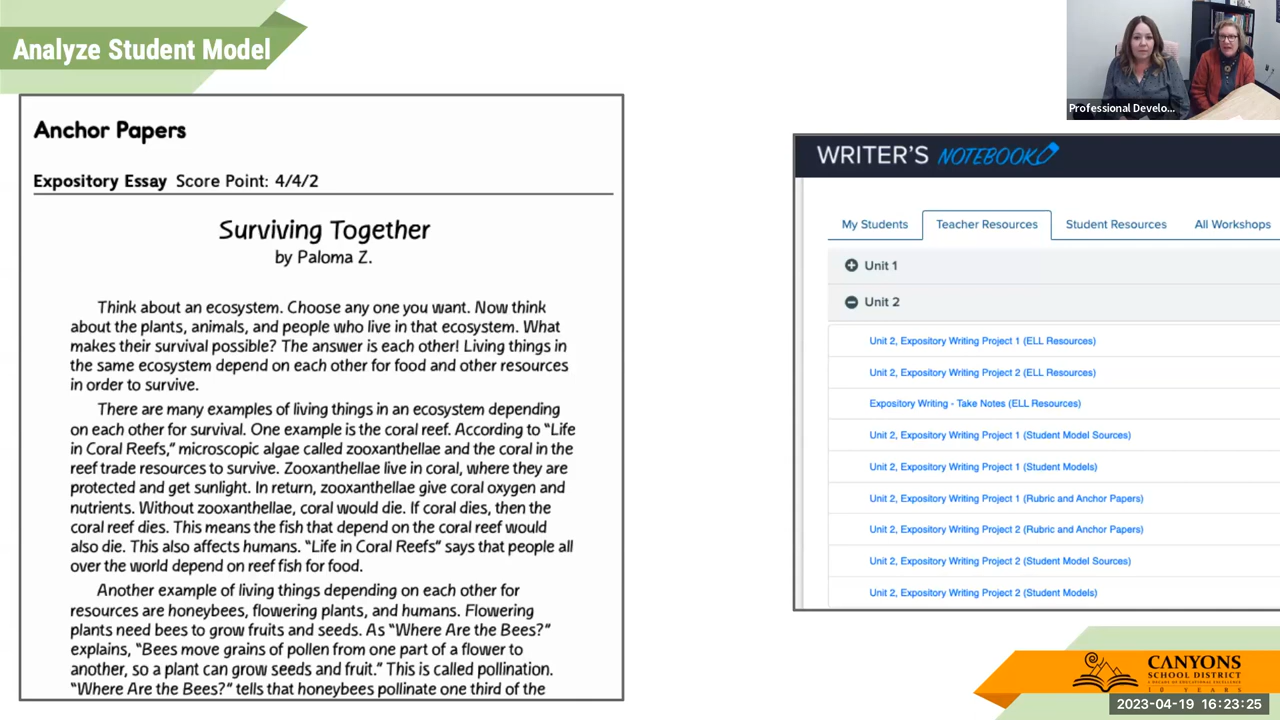 Analyze Student Model
Professional Develo...
Anchor Papers
Expository Essay Score Point: 4/4/2
Surviving Together
by Paloma Z.
Think about an ecosystem. Choose any one you want. Now think
about the plants, animals, and people who live in that ecosystem. What
makes their survival possible? The answer is each other! Living things in
the same ecosystem depend on each other for food and other resources
in order to survive.
There are many examples of living things in an ecosystem depending
on each other for survival. One example is the coral reef. According to “Life
in Coral Reefs,” microscopic algae called zooxanthellae and the coral in the
reef trade resources to survive. Zooxanthellae live in coral, where they are
protected and get sunlight. In return, zooxanthellae give coral oxygen and
nutrients. Without zooxanthellae, coral would die. If coral dies, then the
coral reef dies. This means the fish that depend on the coral reef would
also die. This also affects humans. “Life in Coral Reefs” says that people all
over the world depend on reef fish for food.
Another example of living things depending on each other for
resources are honeybees, flowering plants, and humans. Flowering
plants need bees to grow fruits and seeds. As “Where Are the Bees?”
explains, “Bees move grains of pollen from one part of a flower to
another, so a plant can grow seeds and fruit.” This is called pollination.
“Where Are the Bees?” tells that honeybees pollinate one third of the
WRITER'S NOTEBOOK
My Students
Teacher Resources
Student Resources
All Workshops
Unit 1
Unit 2
Unit 2, Expository Writing Project 1 (ELL Resources)
Unit 2, Expository Writing Project 2 (ELL Resources)
Expository Writing - Take Notes (ELL Resources)
Unit 2, Expository Writing Project 1 (Student Model Sources)
Unit 2, Expository Writing Project 1 (Student Models)
Unit 2, Expository Writing Project 1 (Rubric and Anchor Papers)
Unit 2, Expository Writing Project 2 (Rubric and Anchor Papers)
Unit 2, Expository Writing Project 2 (Student Model Sources)
Unit 2, Expository Writing Project 2 (Student Models)
CANYONS
SCHOOL DISTRICT
10 YEARS
2023-04-19 16:23:25